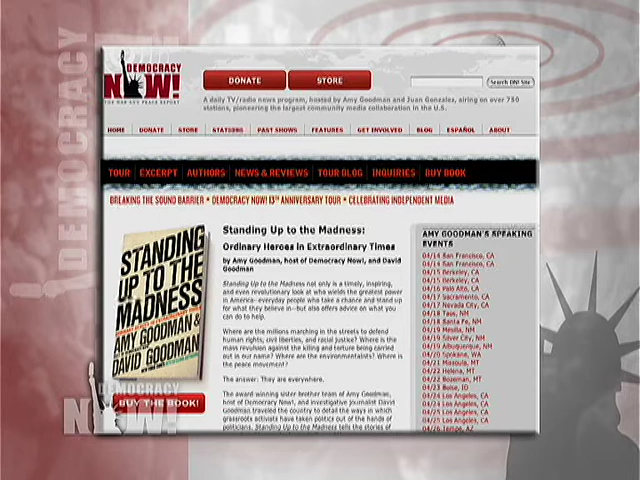 DEMOCRACY
DEMOCRACY
NOW!
THE WAR AND PEACE REPORT
DONATE
STORE
Search DN! Site
A daily TV/radio news program, hosted by Amy Goodman and Juan Gonzalez, airing on over 750
stations, pioneering the largest community media collaboration in the U.S.
HOME DONATE STORE STATIONS PAST SHOWS FEATURES GET INVOLVED BLOG ESPAÑOL ABOUT
TOUR EXCERPT AUTHORS NEWS & REVIEWS TOUR BLOG INQUIRIES BUY BOOK
BREAKING THE SOUND BARRIER • DEMOCRACY NOW! 13TH ANNIVERSARY TOUR • CELEBRATING INDEPENDENT MEDIA
STANDING
UP TO THE
MADNESS
AMY GOODMAN &
DAVID GOODMAN
BUY THE BOOK!
Standing Up to the Madness:
Ordinary Heroes in Extraordinary Times
by Amy Goodman, host of Democracy Now!, and David
Goodman
Standing Up to the Madness not only is a timely, inspiring,
and even revolutionary look at who wields the greatest power
in America--everyday people who take a chance and stand up
for what they believe in--but also offers advice on what you
can do to help.
Where are the millions marching in the streets to defend
human rights, civil liberties, and racial justice? Where is the
mass revulsion against the killing and torture being carried
out in our name? Where are the environmentalists? Where is
the peace movement?
The answer: They are everywhere.
The award winning sister brother team of Amy Goodman,
host of Democracy Now!, and investigative journalist David
Goodman traveled the country to detail the ways in which
grassroots activists have taken politics out of the hands of
politicians. Standing Up to the Madness tells the stories of
AMY GOODMAN'S SPEAKING
EVENTS
04/14 San Francisco, CA
04/14 San Francisco, CA
04/15 Berkeley, CA
04/15 Berkeley, CA
04/16 Palo Alto, CA
04/17 Sacramento, CA
04/17 Nevada City, CA
04/18 Taos, NM
04/18 Santa Fe, NM
04/19 Mesilla, NM
04/19 Silver City, NM
04/19 Albuquerque, NM
04/20 Spokane, WA
04/21 Missoula, MT
04/22 Helena, MT
04/22 Bozeman, MT
04/23 Boise, ID
04/24 Los Angeles, CA
04/24 Los Angeles, CA
04/25 Los Angeles, CA
04/25 Los Angeles, CA
04/26 Tempe, AZ
DEMOCRACY
NOW!